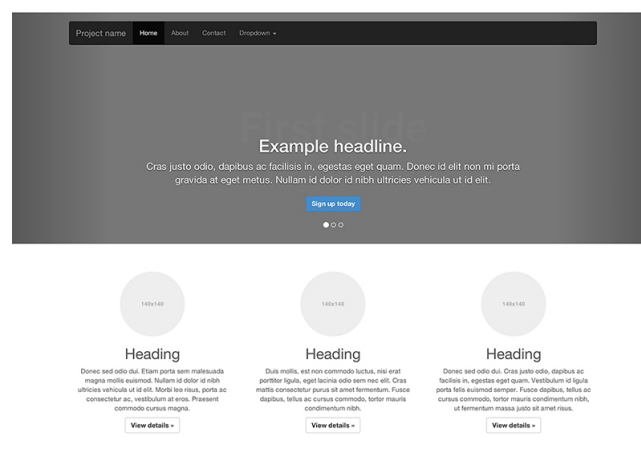 Project name Home About Contact Dropdown
First slide
Example headline.
Cras justo odio, dapibus ac facilisis in, egestas eget quam. Donec id elit non mi porta
gravida at eget metus. Nullam id dolor id nibh ultricies vehicula ut id elit.
Sign up today
140x140 140x140 140x140
Heading
Donec sed odio dui. Etiam porta sem malesuada
magna mollis euismod. Nullam id dolor id nibh
ultricies vehicula ut id elit. Morbi leo risus, porta ac
consectetur ac, vestibulum at eros. Praesent
commodo cursus magna.
View details »
Heading
Duis mollis, est non commodo luctus, nisi erat
porttitor ligula, eget lacinia odio sem nec elit. Cras
mattis consectetur purus sit amet fermentum. Fusce
dapibus, tellus ac cursus commodo, tortor mauris
condimentum nibh.
View details »
Heading
Donec sed odio dui. Cras justo odio, dapibus ac
facilisis in, egestas eget quam. Vestibulum id ligula
porta felis euismod semper. Fusce dapibus, tellus ac
cursus commodo, tortor mauris condimentum nibh,
ut fermentum massa justo sit amet risus.
View details »